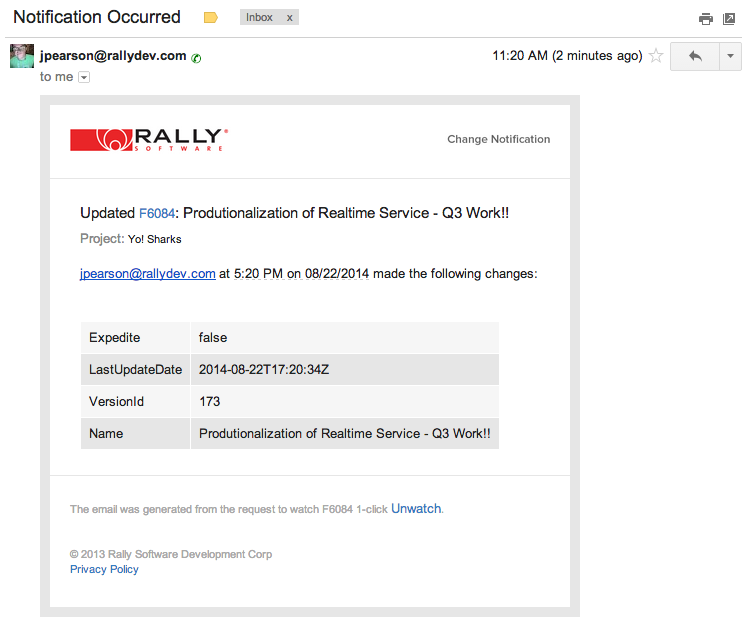 Notification Occurred Inbox x
jpearson@rallydev.com 11:20 AM (2 minutes ago)
to me
RALLY®
SOFTWARE
Change Notification
Updated F6084: Produtionalization of Realtime Service - Q3 Work!!
Project: Yo! Sharks
jpearson@rallydev.com at 5:20 PM on 08/22/2014 made the following changes:
Expedite false
LastUpdateDate 2014-08-22T17:20:34Z
VersionId 173
Name Produtionalization of Realtime Service - Q3 Work!!
The email was generated from the request to watch F6084 1-click Unwatch.
© 2013 Rally Software Development Corp
Privacy Policy